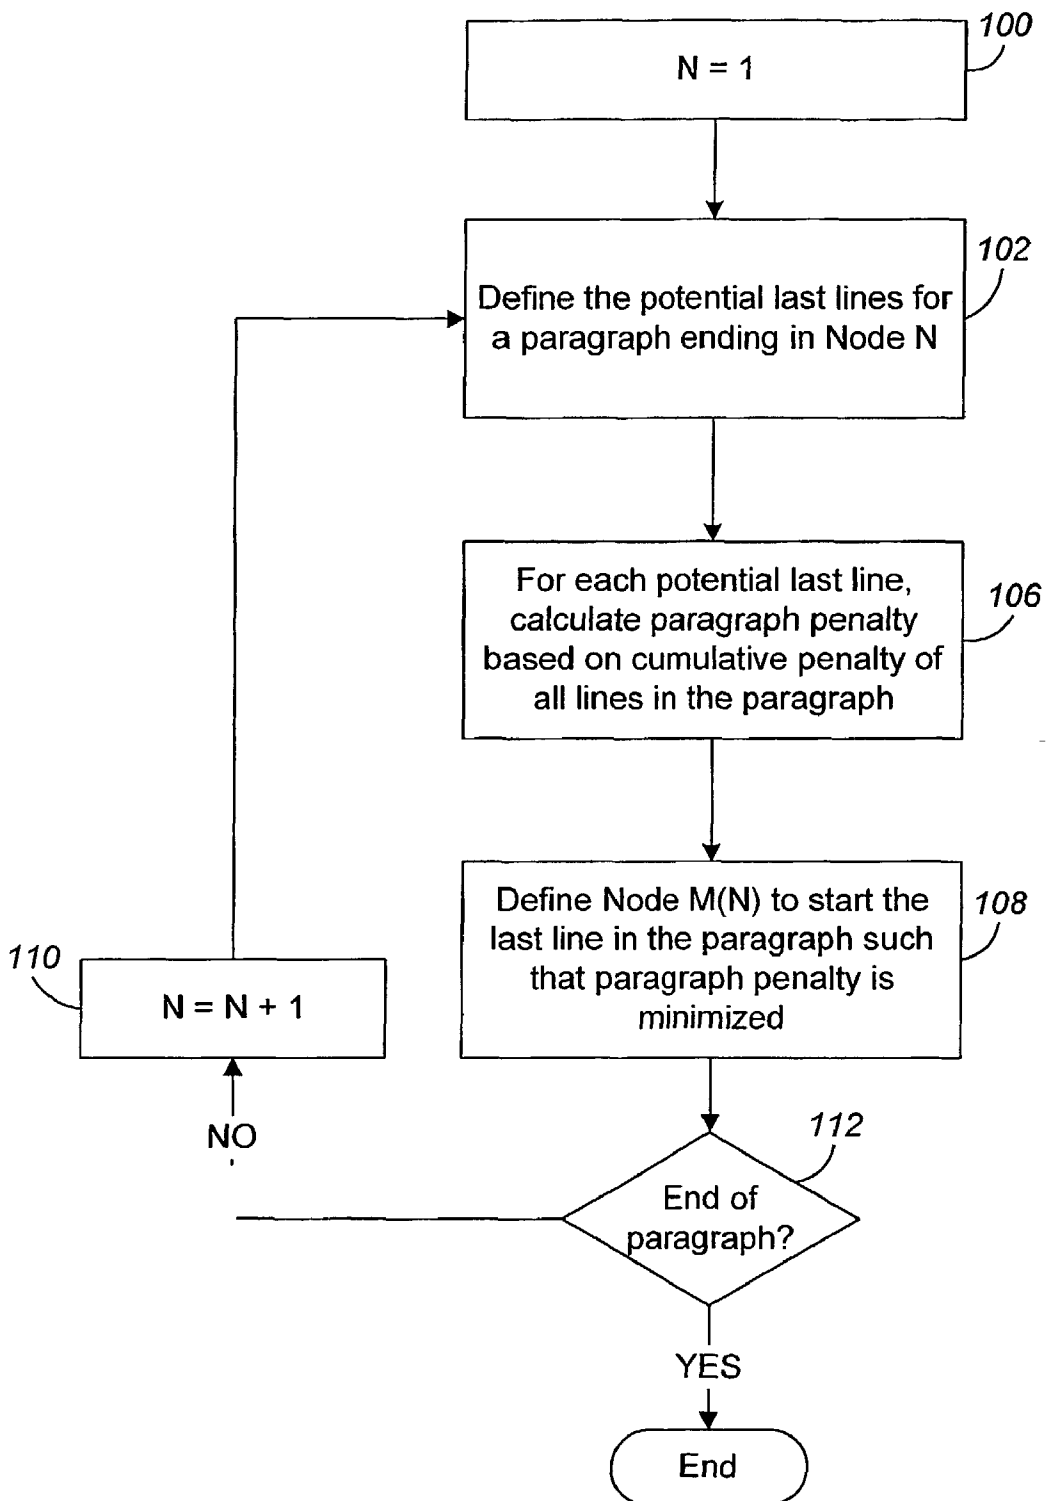 100
N = 1
102
Define the potential last lines for
a paragraph ending in Node N
106
For each potential last line,
calculate paragraph penalty
based on cumulative penalty of
all lines in the paragraph
108
Define Node M(N) to start the
last line in the paragraph such
that paragraph penalty is
minimized
110
N = N + 1
NO
112
End of
paragraph?
YES
End